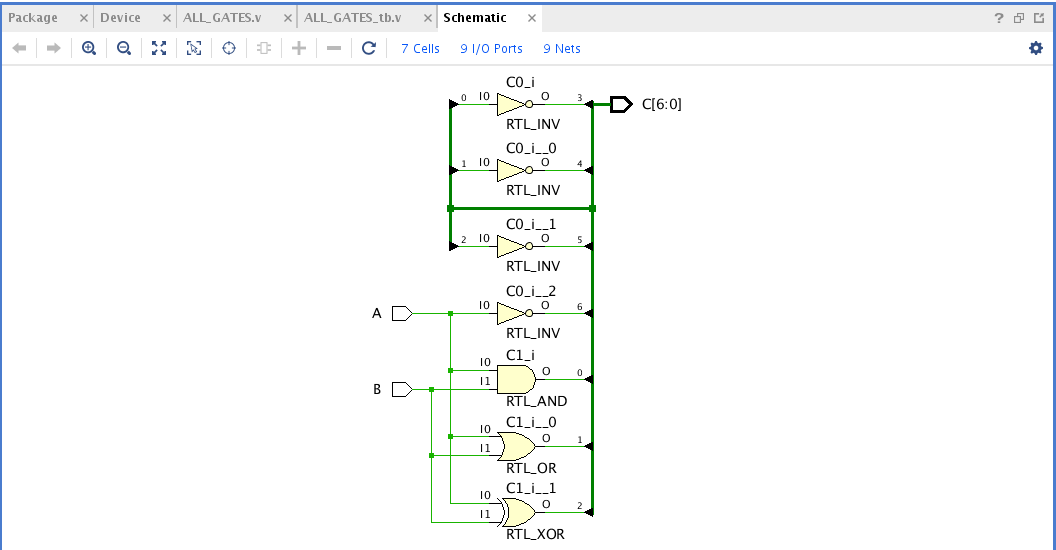 Package × Device × ALL_GATES.v × ALL_GATES_tb.v × Schematic × ?
7 Cells 9 I/O Ports 9 Nets
C0_i
0 I0 O 3 C[6:0]
RTL_INV
C0_i__0
1 I0 O 4
RTL_INV
C0_i__1
2 I0 O 5
RTL_INV
C0_i__2
A I0 O 6
RTL_INV
C1_i
I0 O 0
B I1
RTL_AND
C1_i__0
I0 O 1
I1
RTL_OR
C1_i__1
I0 O 2
I1
RTL_XOR